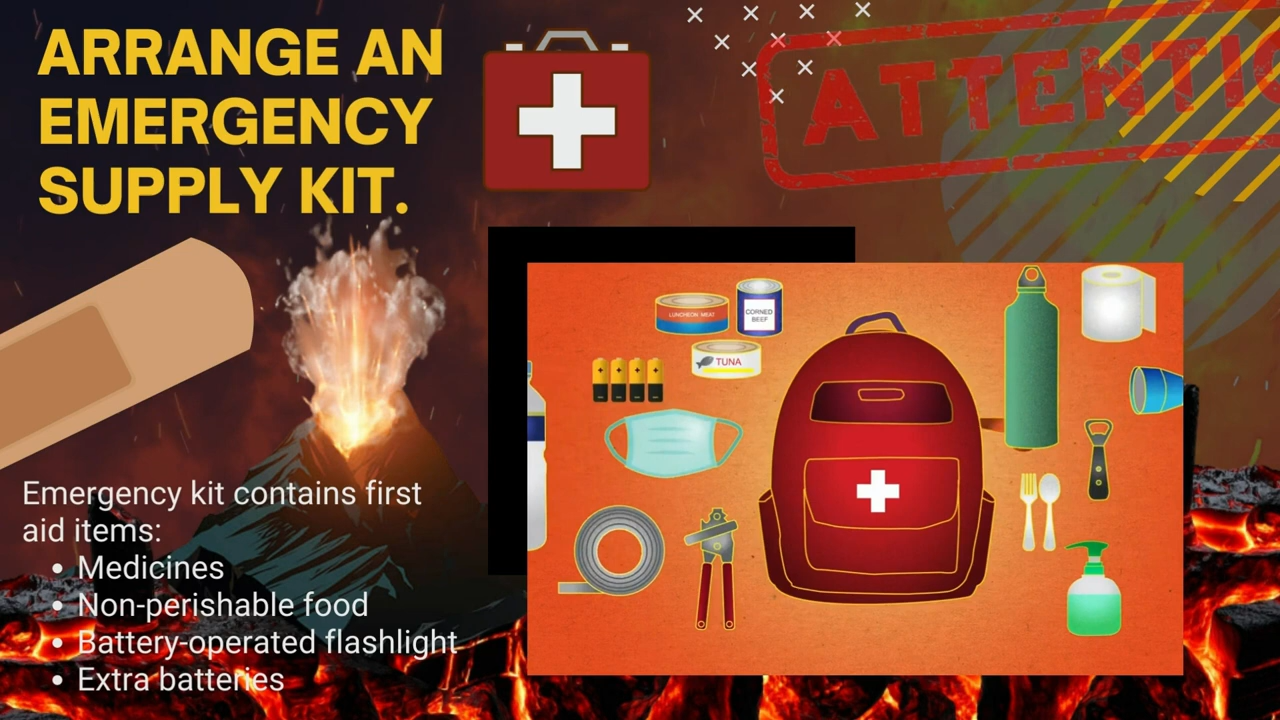 ARRANGE AN
EMERGENCY
SUPPLY KIT.
ATTENTIO
LUNCHEON MEAT
CORNED
BEEF
TUNA
Emergency kit contains first
aid items:
• Medicines
• Non-perishable food
• Battery-operated flashlight
• Extra batteries